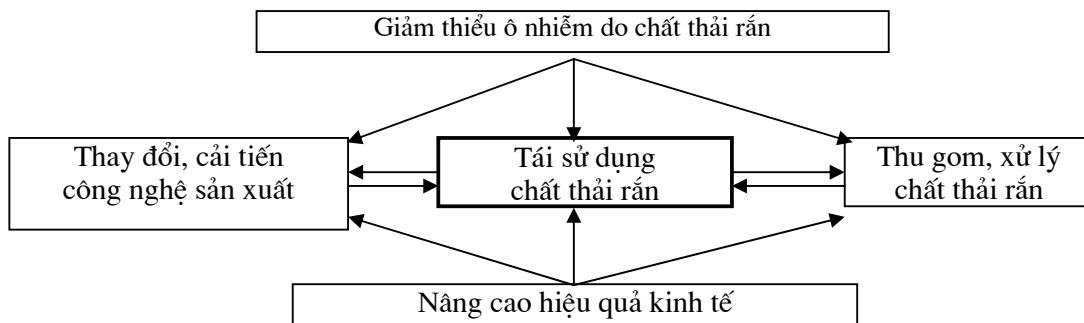 Giảm thiểu ô nhiễm do chất thải rắn
Thay đổi, cải tiến
công nghệ sản xuất
Tái sử dụng
chất thải rắn
Thu gom, xử lý
chất thải rắn
Nâng cao hiệu quả kinh tế